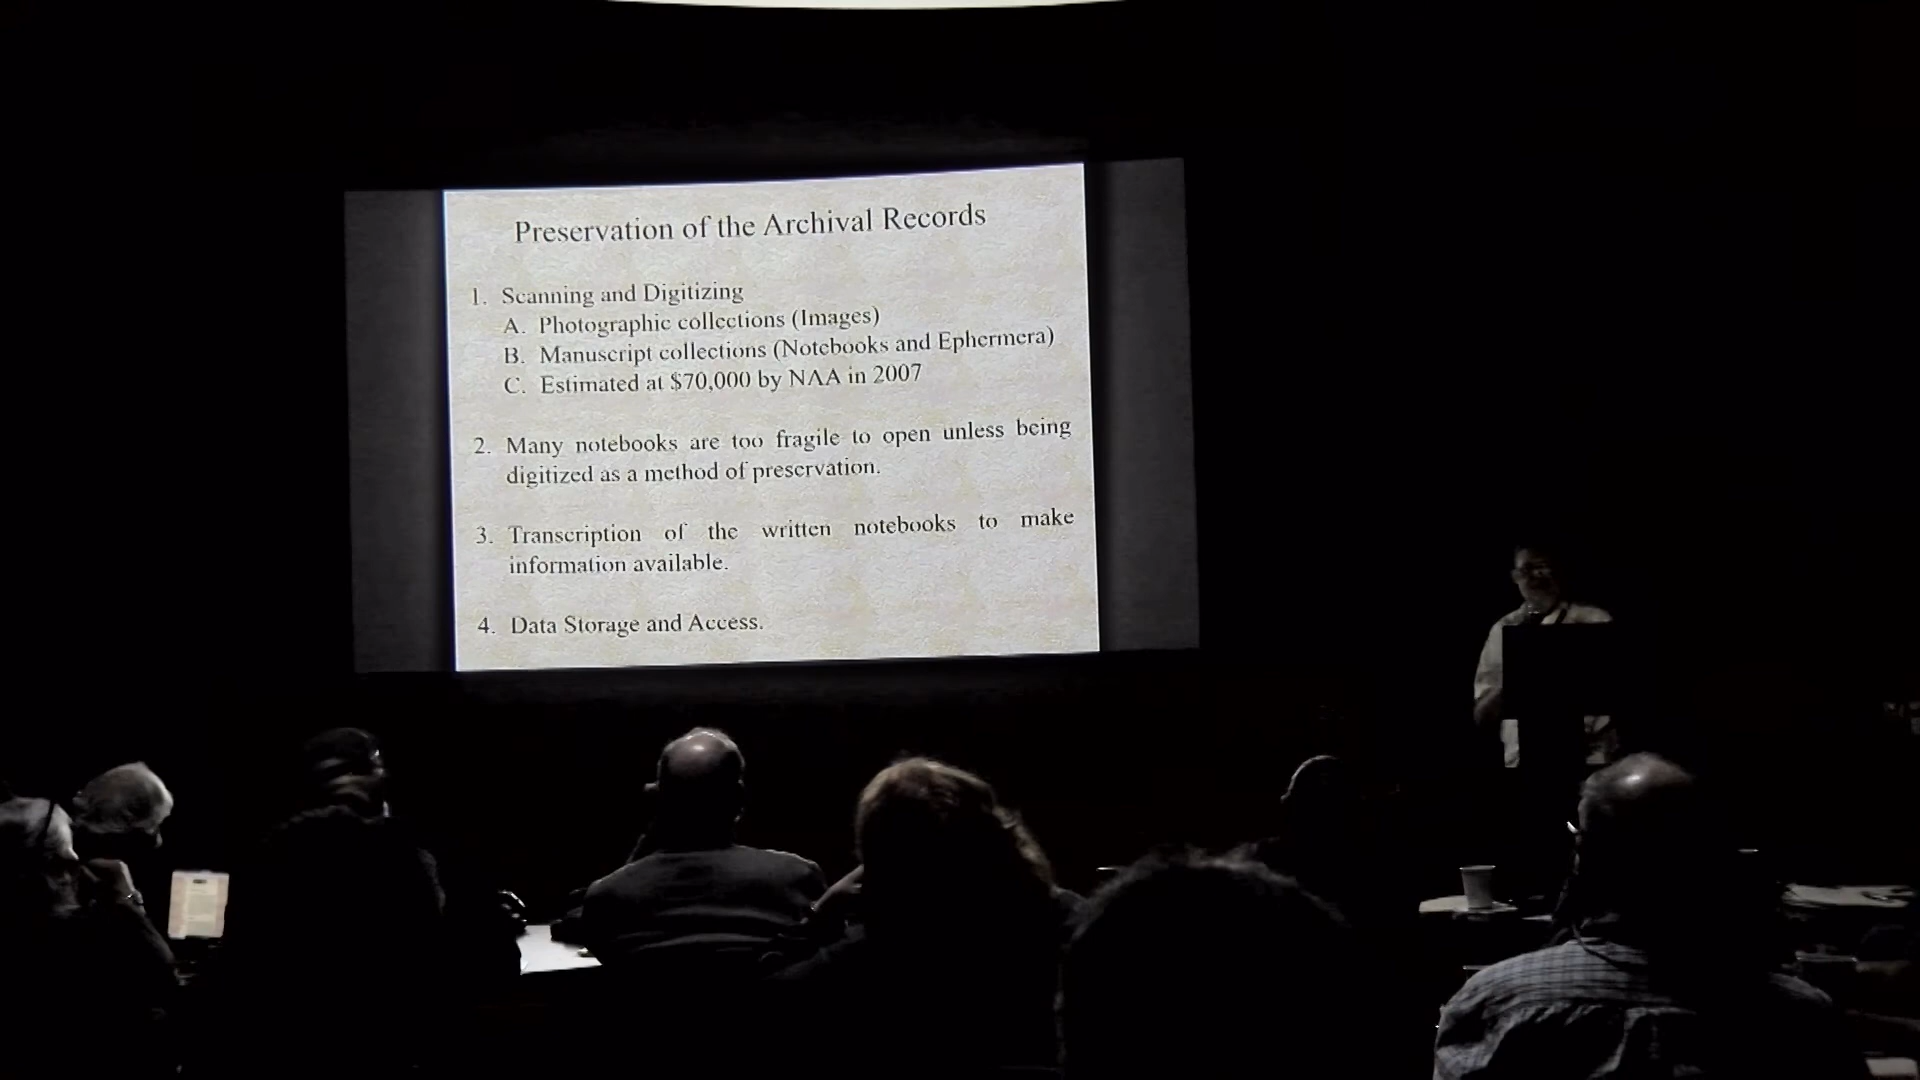 Preservation of the Archival Records
1. Scanning and Digitizing
A. Photographic collections (Images)
B. Manuscript collections (Notebooks and Ephermera)
C. Estimated at $70,000 by NAA in 2007
2. Many notebooks are too fragile to open unless being
digitized as a method of preservation.
3. Transcription of the written notebooks to make
information available.
4. Data Storage and Access.